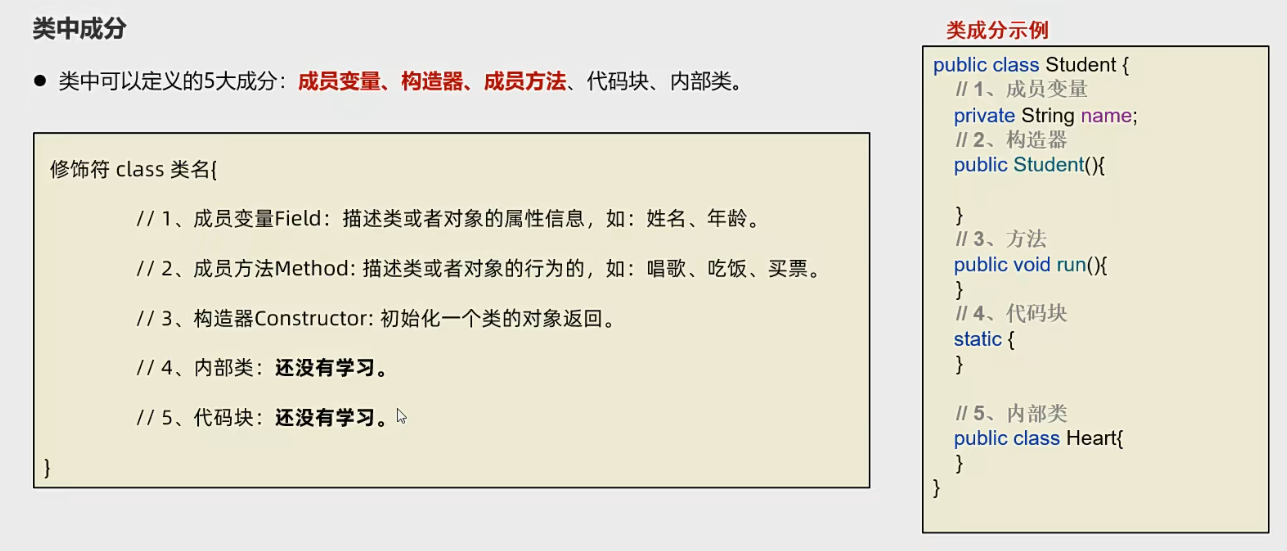 类中成分
● 类中可以定义的5大成分：成员变量、构造器、成员方法、代码块、内部类。
修饰符 class 类名{
// 1、成员变量Field：描述类或者对象的属性信息，如：姓名、年龄。
// 2、成员方法Method: 描述类或者对象的行为的，如：唱歌、吃饭、买票。
// 3、构造器Constructor: 初始化一个类的对象返回。
// 4、内部类：还没有学习。
// 5、代码块：还没有学习。
}
类成分示例
public class Student {
// 1、成员变量
private String name;
// 2、构造器
public Student(){
}
// 3、方法
public void run(){
}
// 4、代码块
static {
}
// 5、内部类
public class Heart{
}
}